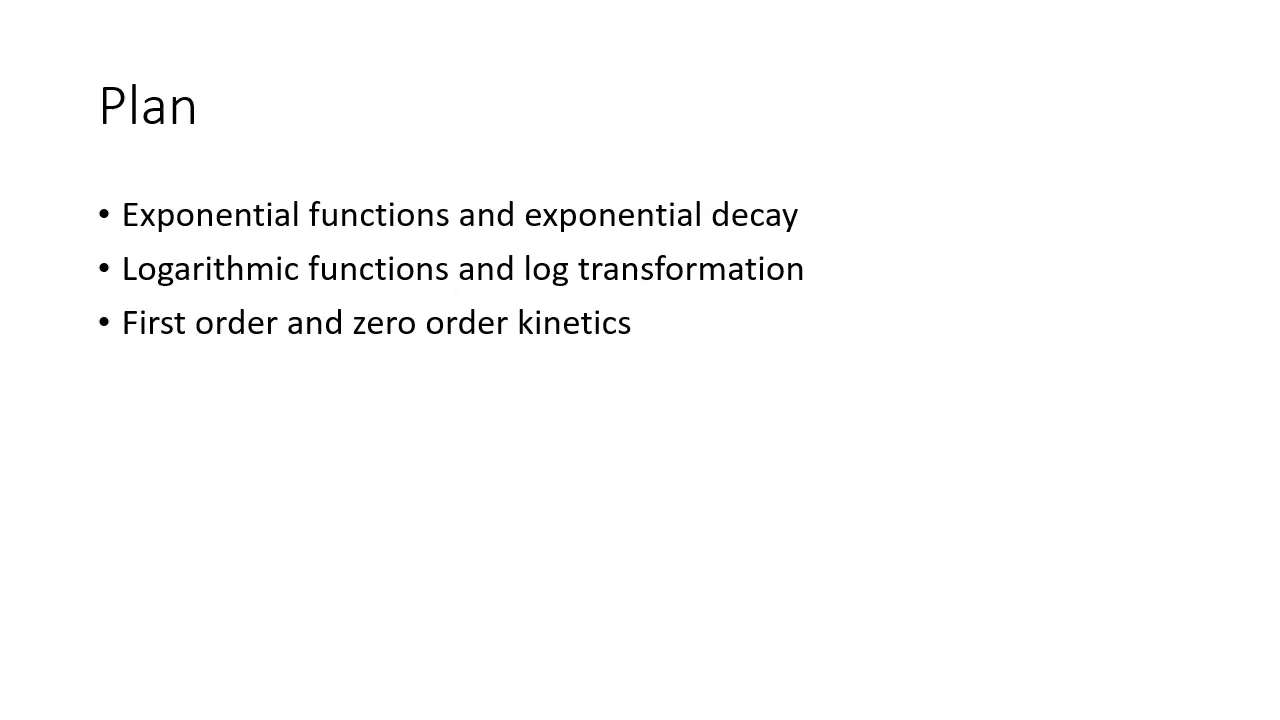 Plan
• Exponential functions and exponential decay
• Logarithmic functions and log transformation
• First order and zero order kinetics